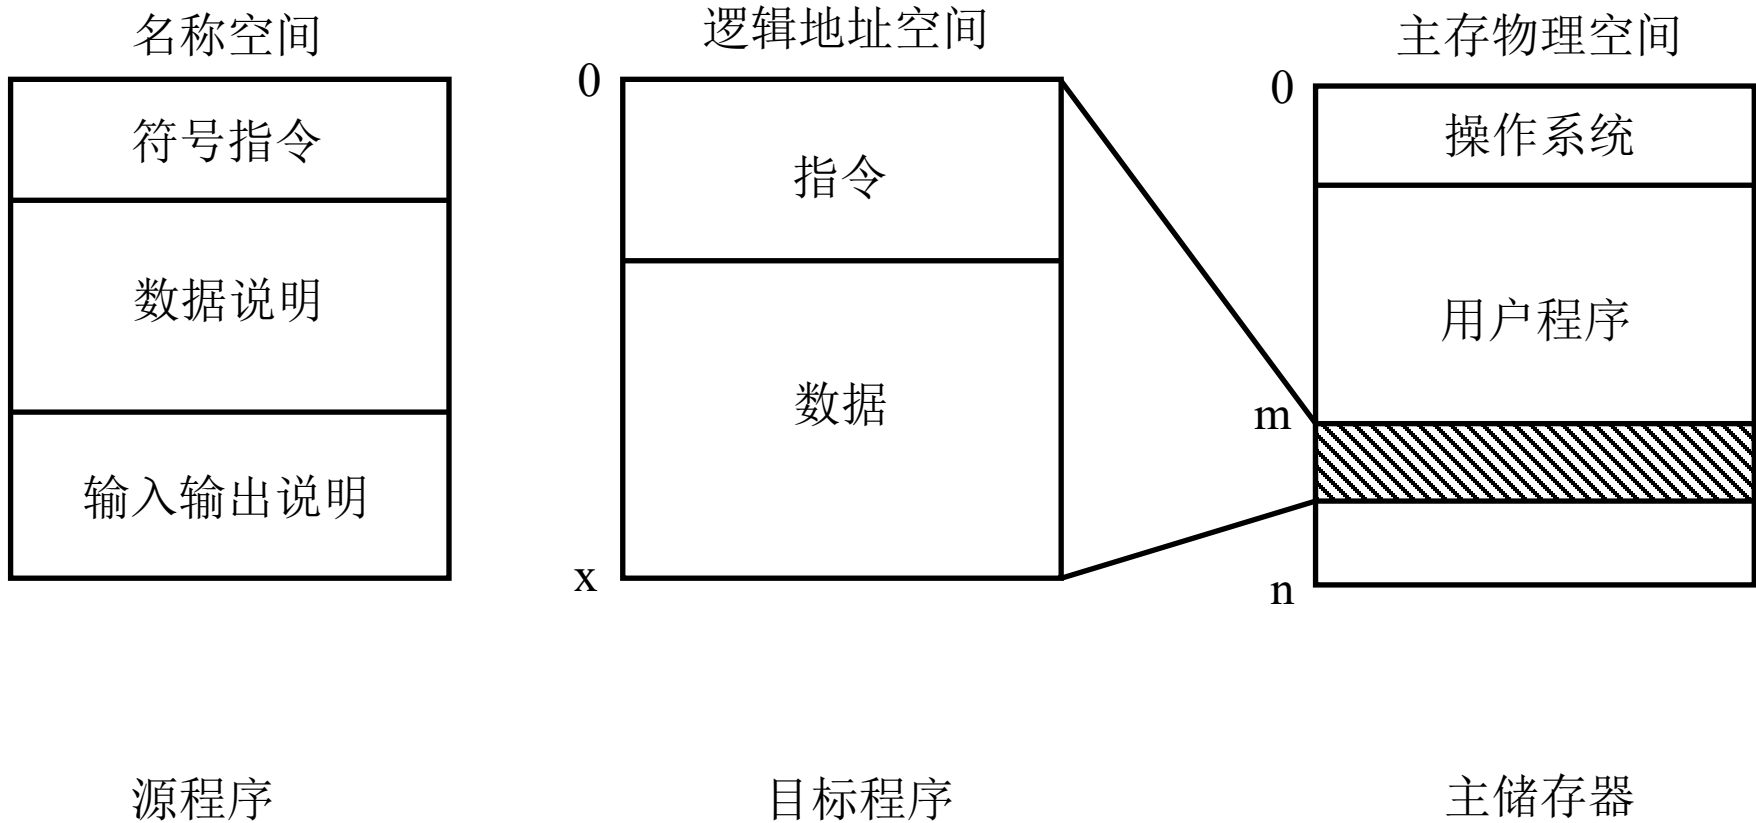 名称空间
符号指令
数据说明
输入输出说明
源程序
逻辑地址空间
0
指令
数据
x
目标程序
主存物理空间
0
操作系统
用户程序
m
n
主储存器